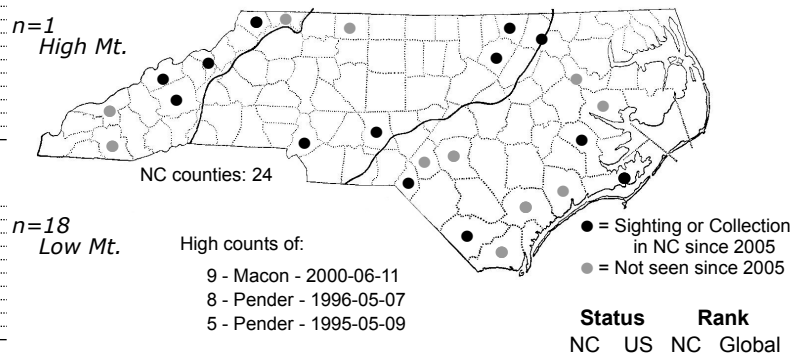 n=1
High Mt.
NC counties: 24
n=18
Low Mt.
High counts of:
9 - Macon - 2000-06-11
8 - Pender - 1996-05-07
5 - Pender - 1995-05-09
= Sighting or Collection
in NC since 2005
= Not seen since 2005
Status Rank
NC US NC Global